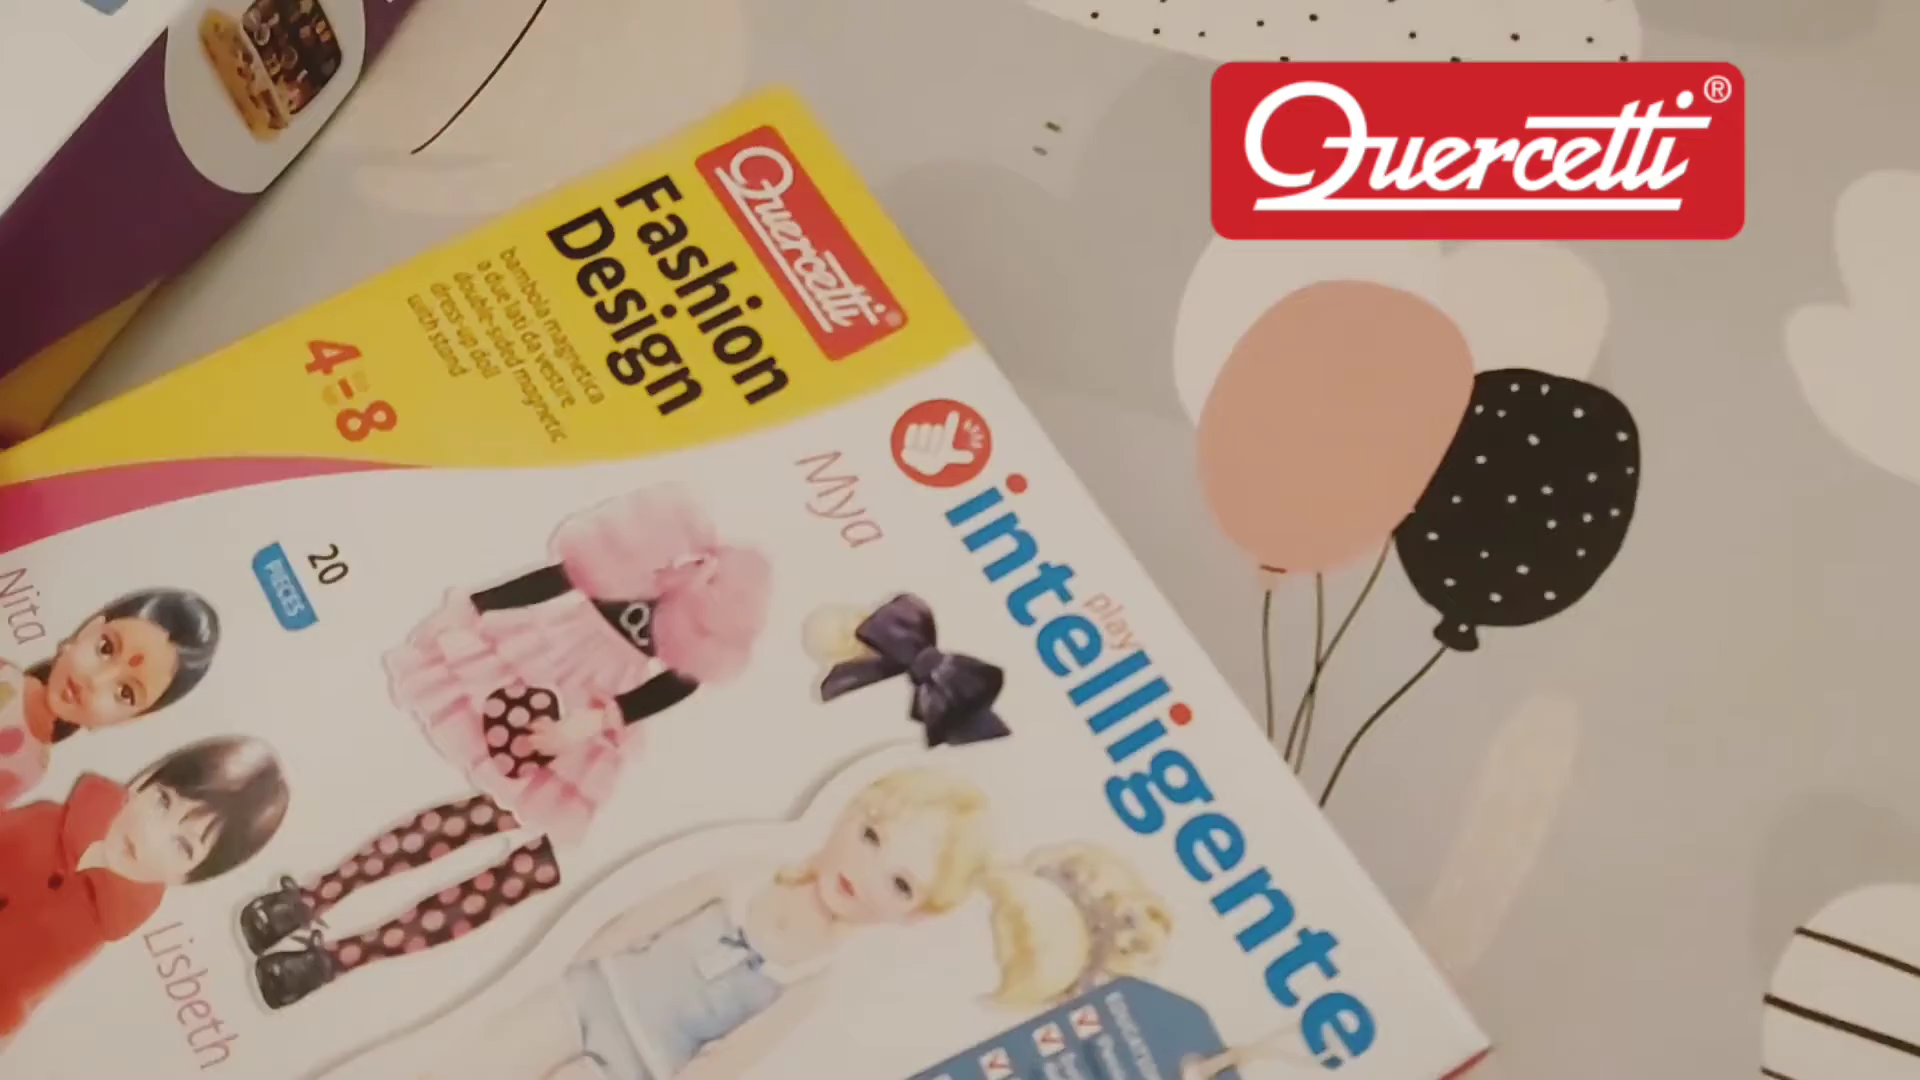 Quercetti®
Quercetti®
Fashion
Design
bambola magnetica
a due lati da vestire
double-sided magnetic
dress-up doll
with stand
4-8
20
PIECES
Mya
play
intelligente
Nita
Lisbeth